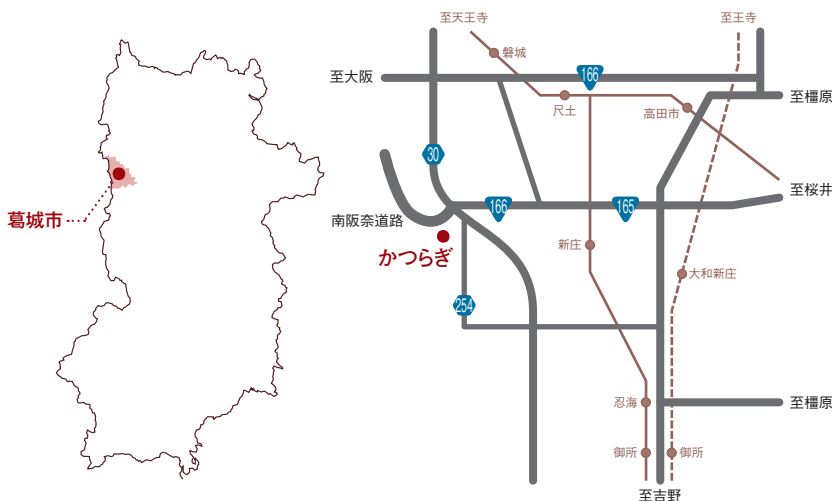 葛城市
至天王寺
至王寺
磐城
至大阪
166
尺土
高田市
至橿原
30
至桜井
166
165
南阪奈道路
かつらぎ
新庄
大和新庄
254
忍海
至橿原
御所
御所
至吉野